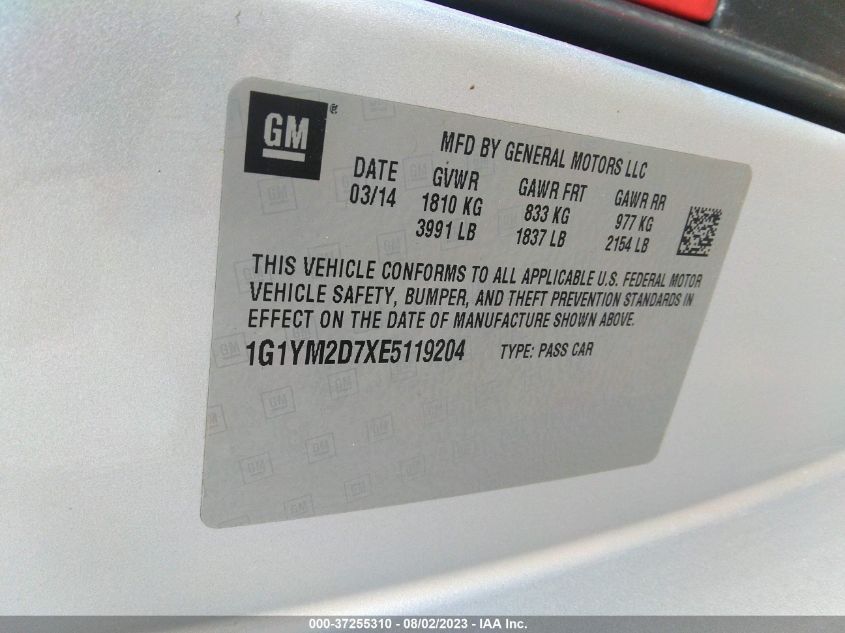 GM®
MFD BY GENERAL MOTORS LLC
DATE GVWR GAWR FRT GAWR RR
03/14 1810 KG 833 KG 977 KG
3991 LB 1837 LB 2154 LB
THIS VEHICLE CONFORMS TO ALL APPLICABLE U.S. FEDERAL MOTOR
VEHICLE SAFETY, BUMPER, AND THEFT PREVENTION STANDARDS IN
EFFECT ON THE DATE OF MANUFACTURE SHOWN ABOVE.
1G1YM2D7XE5119204 TYPE: PASS CAR
000-37255310 - 08/02/2023 - IAA Inc.